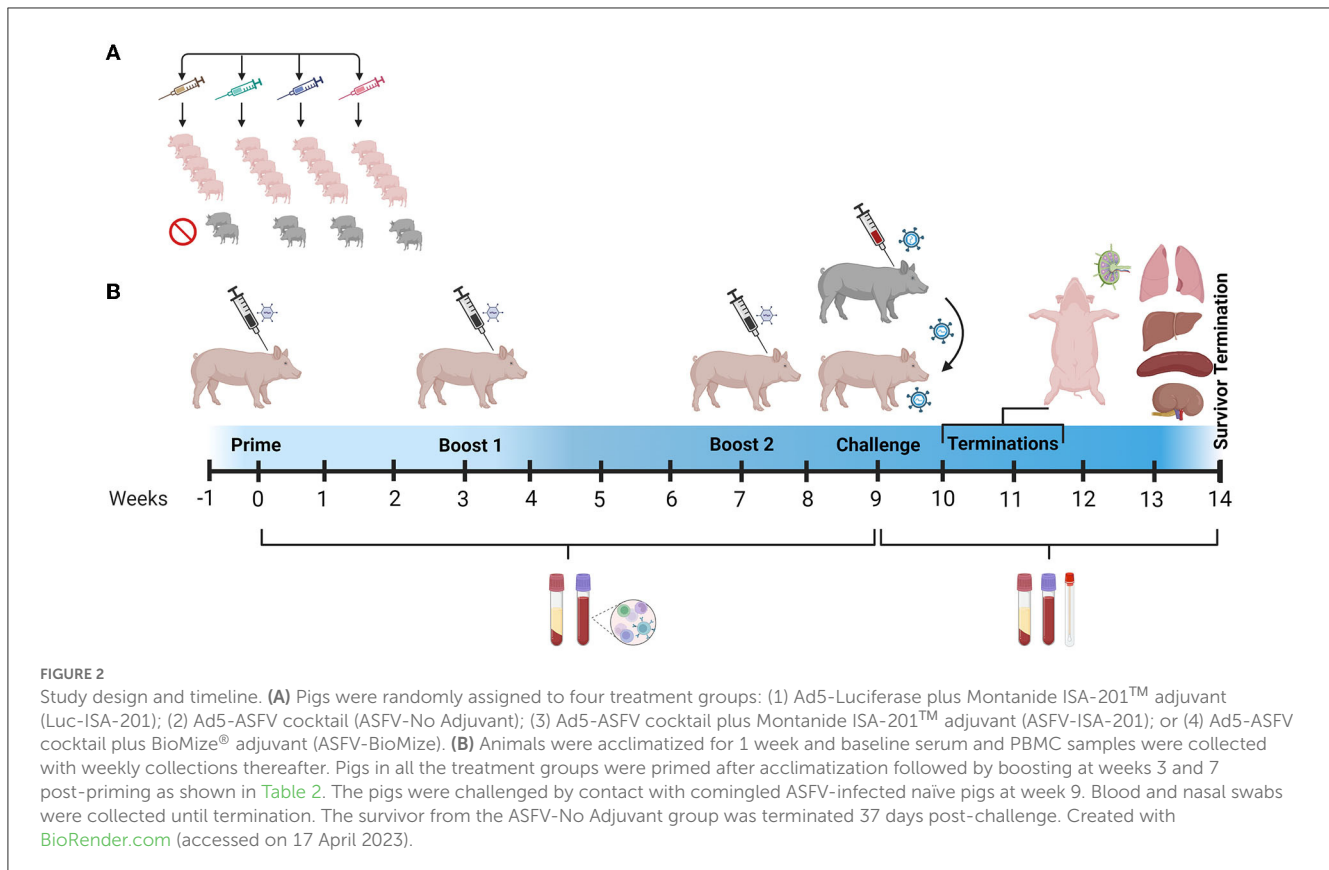 A
B
Prime
Boost 1
Boost 2
Challenge
Terminations
Survivor Termination
Weeks
-1 0 1 2 3 4 5 6 7 8 9 10 11 12 13 14
FIGURE 2
Study design and timeline. (A) Pigs were randomly assigned to four treatment groups: (1) Ad5-Luciferase plus Montanide ISA-201™ adjuvant
(Luc-ISA-201); (2) Ad5-ASFV cocktail (ASFV-No Adjuvant); (3) Ad5-ASFV cocktail plus Montanide ISA-201™ adjuvant (ASFV-ISA-201); or (4) Ad5-ASFV
cocktail plus BioMize® adjuvant (ASFV-BioMize). (B) Animals were acclimatized for 1 week and baseline serum and PBMC samples were collected
with weekly collections thereafter. Pigs in all the treatment groups were primed after acclimatization followed by boosting at weeks 3 and 7
post-priming as shown in Table 2. The pigs were challenged by contact with comingled ASFV-infected naïve pigs at week 9. Blood and nasal swabs
were collected until termination. The survivor from the ASFV-No Adjuvant group was terminated 37 days post-challenge. Created with
BioRender.com (accessed on 17 April 2023).